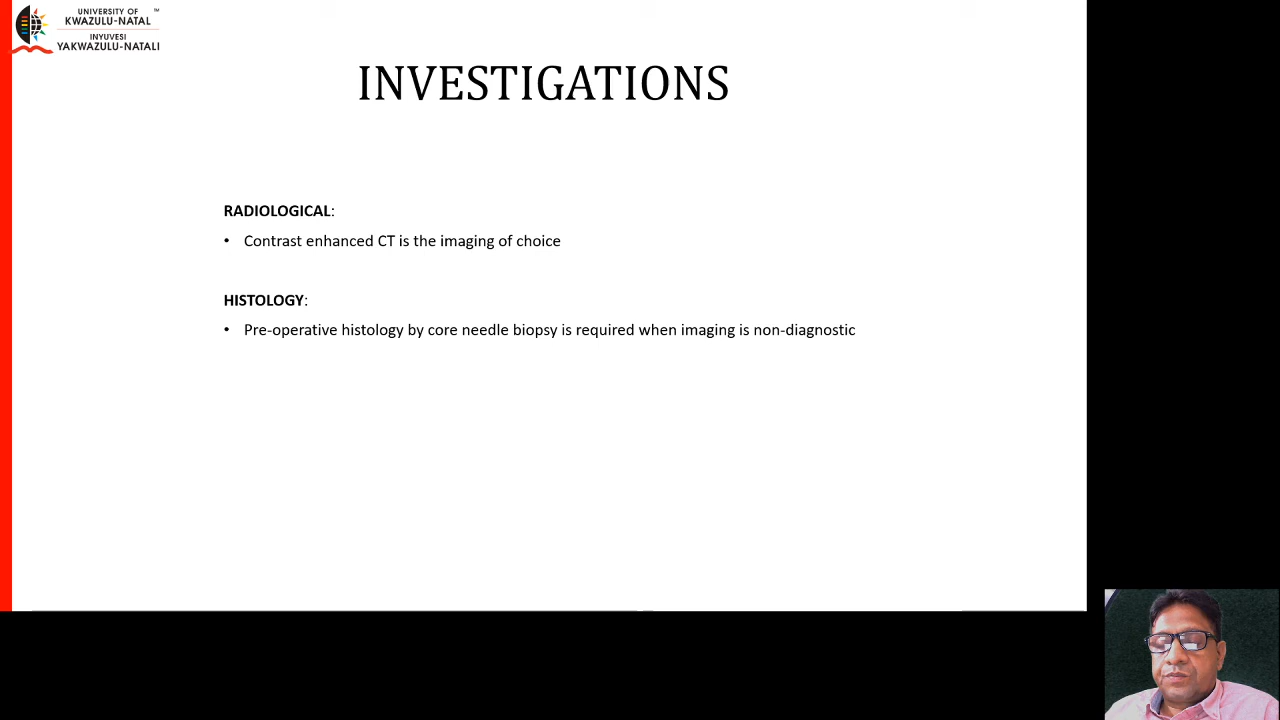 UNIVERSITY OF ™
KWAZULU-NATAL
INYUVESI
YAKWAZULU-NATALI
INVESTIGATIONS
RADIOLOGICAL:
• Contrast enhanced CT is the imaging of choice
HISTOLOGY:
• Pre-operative histology by core needle biopsy is required when imaging is non-diagnostic